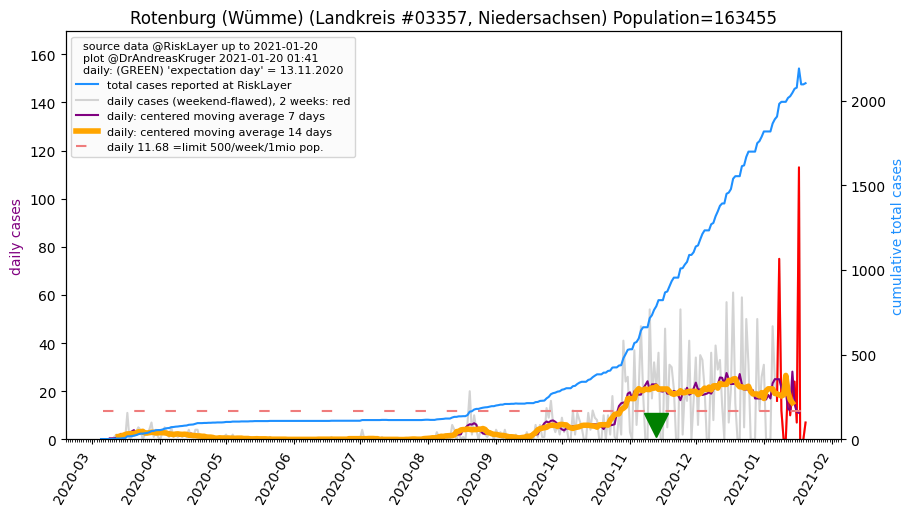 Rotenburg (Wümme) (Landkreis #03357, Niedersachsen) Population=163455
source data @RiskLayer up to 2021-01-20
plot @DrAndreasKruger 2021-01-20 01:41
daily: (GREEN) 'expectation day' = 13.11.2020
total cases reported at RiskLayer
daily cases (weekend-flawed), 2 weeks: red
daily: centered moving average 7 days
daily: centered moving average 14 days
daily 11.68 =limit 500/week/1mio pop.
daily cases
160
140
120
100
80
60
40
20
0
cumulative total cases
2000
1500
1000
500
0
2020-03
2020-04
2020-05
2020-06
2020-07
2020-08
2020-09
2020-10
2020-11
2020-12
2021-01
2021-02